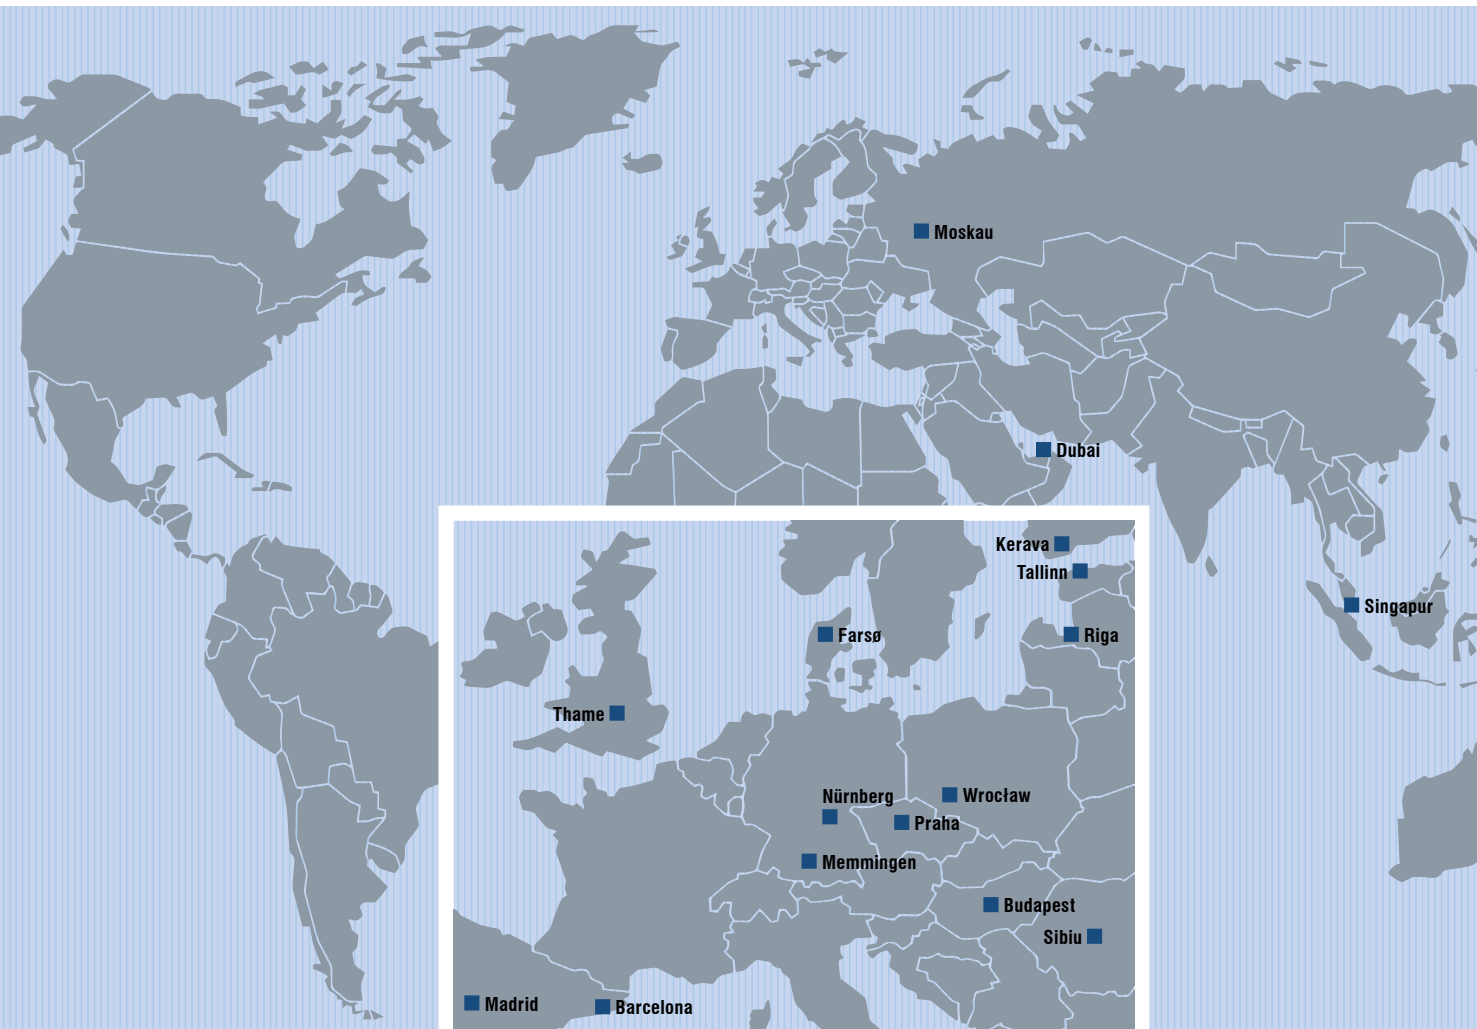 Moskau
Dubai
Kerava
Tallinn
Singapur
Farsø
Riga
Thame
Nürnberg
Wrocław
Praha
Memmingen
Budapest
Sibiu
Madrid
Barcelona